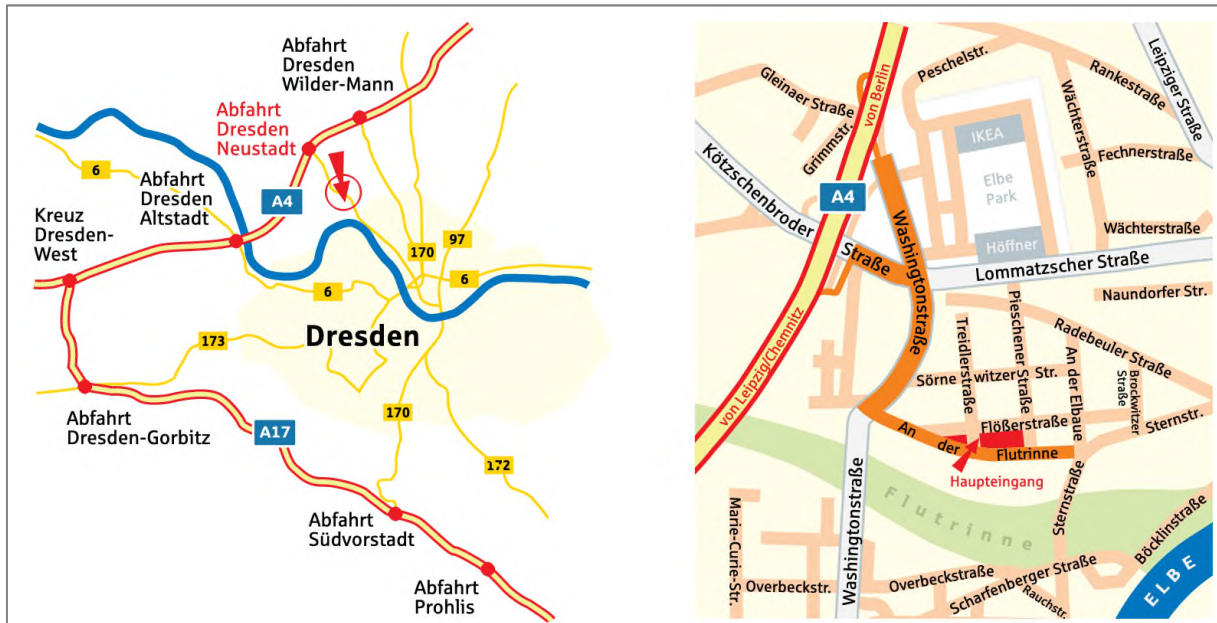 Abfahrt
Dresden
Wilder-Mann
Abfahrt
Dresden
Neustadt
6
Abfahrt
Dresden
Altstadt
A4
Kreuz
Dresden-
West
170
97
6
6
173
Dresden
Abfahrt
Dresden-Gorbitz
A17
170
172
Abfahrt
Südvorstadt
Abfahrt
Prohlis
von Berlin
Peschelstr.
Leipziger Straße
Gleinaer Straße
Rankestraße
Grimmstr.
IKEA
Wächterstraße
Fechnerstraße
Kötzschenbroder
Straße
A4
Elbe
Park
Washingtonstraße
Höffner
Wächterstraße
Lommatzscher Straße
Naundorfer Str.
von Leipzig/Chemnitz
Treidlerstraße
Pieschener Straße
An der Elbaue
Radebeuler Straße
Brockwitzer
Straße
Sörnewitzer Str.
Flößerstraße
Sternstr.
An der Flutrinne
Haupteingang
Flutrinne
Sternstraße
Marie-Curie-Str.
Washingtonstraße
Böcklinstraße
Overbeckstr.
Overbeckstraße
Scharfenberger Straße
Rauchstr.
ELBE